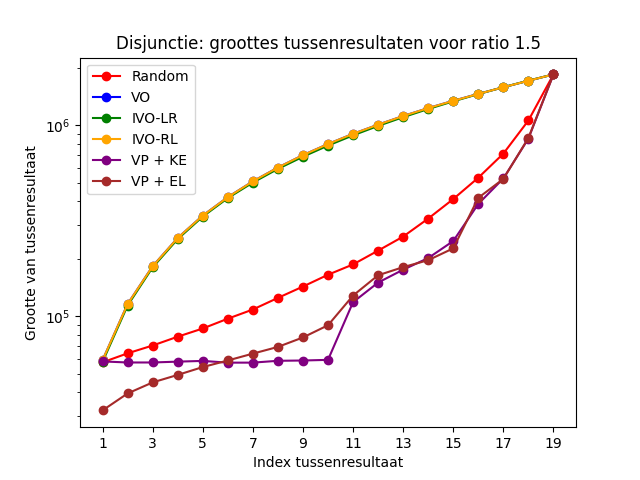 Disjunctie: groottes tussenresultaten voor ratio 1.5
Random
VO
IVO-LR
IVO-RL
VP + KE
VP + EL
10^6
10^5
Grootte van tussenresultaat
1 3 5 7 9 11 13 15 17 19
Index tussenresultaat